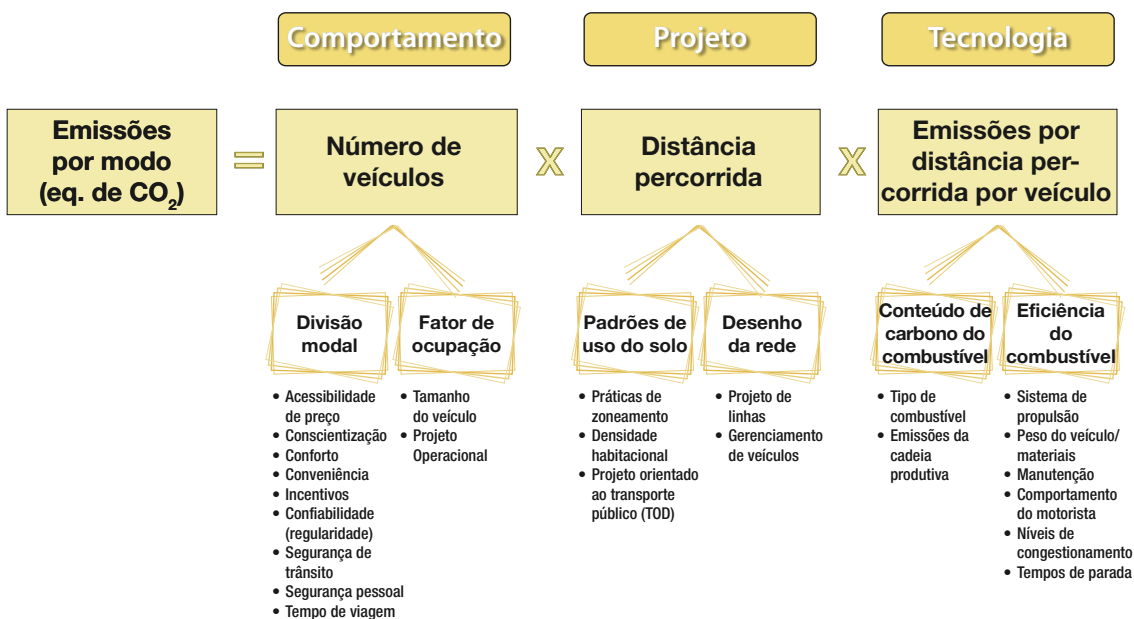 Comportamento
Projeto
Tecnologia
Emissões
por modo
(eq. de CO₂)
=
Número de
veículos
X
Distância
percorrida
X
Emissões por
distância per-
corrida por veículo
Divisão
modal
• Acessibilidade
de preço
• Conscientização
• Conforto
• Conveniência
• Incentivos
• Confiabilidade
(regularidade)
• Segurança de
trânsito
• Segurança pessoal
• Tempo de viagem
Fator de
ocupação
• Tamanho
do veículo
• Projeto
Operacional
Padrões de
uso do solo
• Práticas de
zoneamento
• Densidade
habitacional
• Projeto orientado
ao transporte
público (TOD)
Desenho
da rede
• Projeto de
linhas
• Gerenciamento
de veículos
Conteúdo de
carbono do
combustível
• Tipo de
combustível
• Emissões da
cadeia
produtiva
Eficiência
do
combustível
• Sistema de
propulsão
• Peso do veículo/
materiais
• Manutenção
• Comportamento
do motorista
• Níveis de
congestionamento
• Tempos de parada